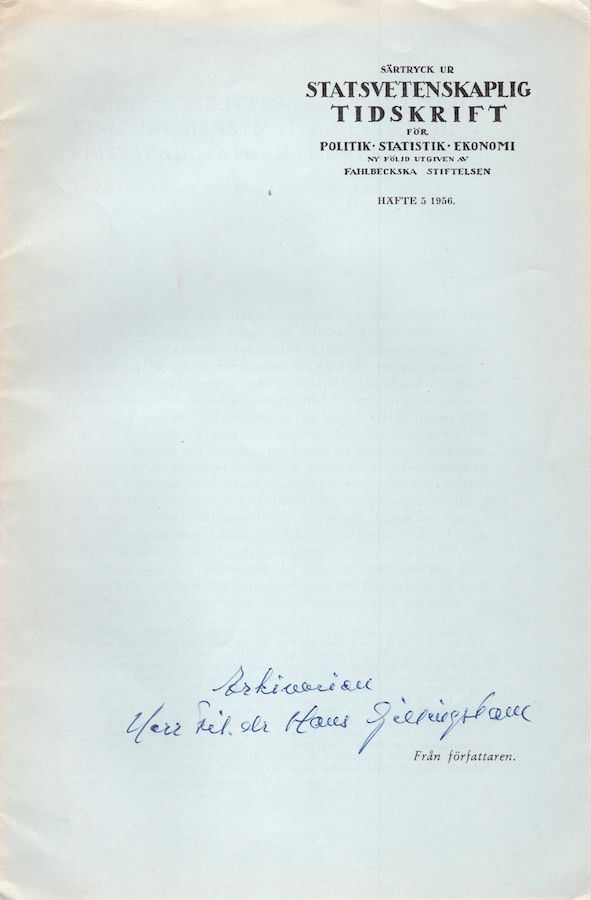 SÄRTRYCK UR
STATSVETENSKAPLIG
TIDSKRIFT
FÖR
POLITIK · STATISTIK · EKONOMI
NY FÖLJD UTGIVEN AV
FAHLBECKSKA STIFTELSEN
HÄFTE 5 1956.
Arkivarien
Herr Fil. dr Hans Gillingstam
Från författaren.